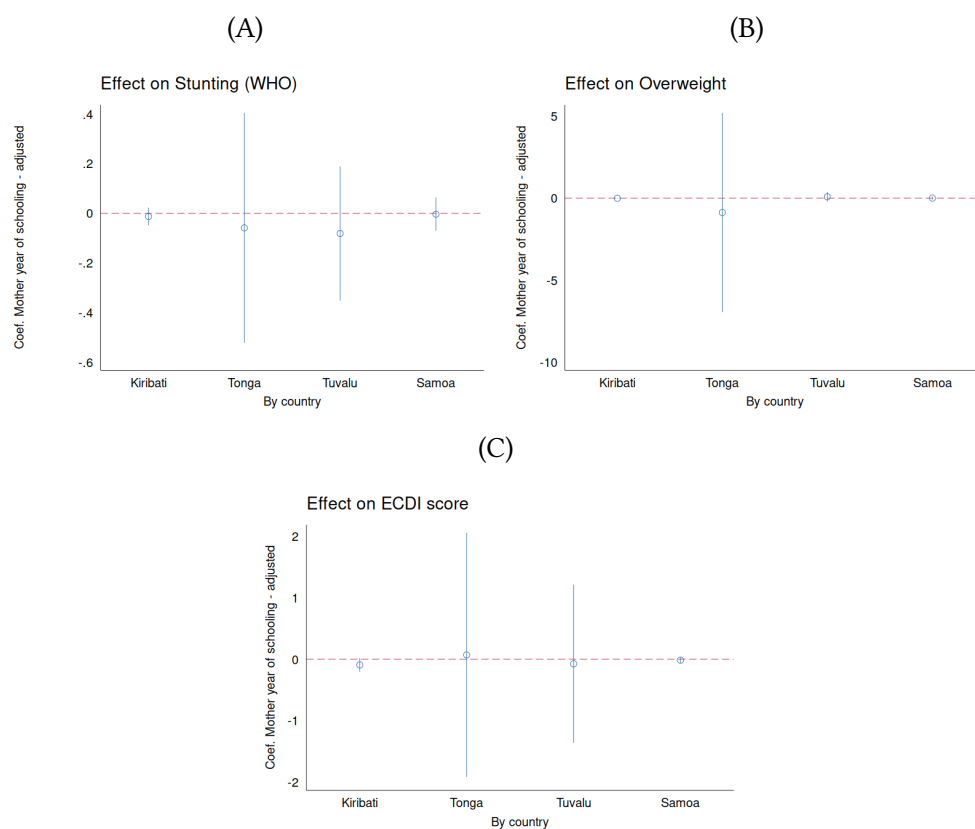 (A)
Effect on Stunting (WHO)
Coef. Mother year of schooling - adjusted
.4
.2
0
-.2
-.4
-.6
Kiribati Tonga Tuvalu Samoa
By country
(B)
Effect on Overweight
Coef. Mother year of schooling - adjusted
5
0
-5
-10
Kiribati Tonga Tuvalu Samoa
By country
(C)
Effect on ECDI score
Coef. Mother year of schooling - adjusted
2
1
0
-1
-2
Kiribati Tonga Tuvalu Samoa
By country